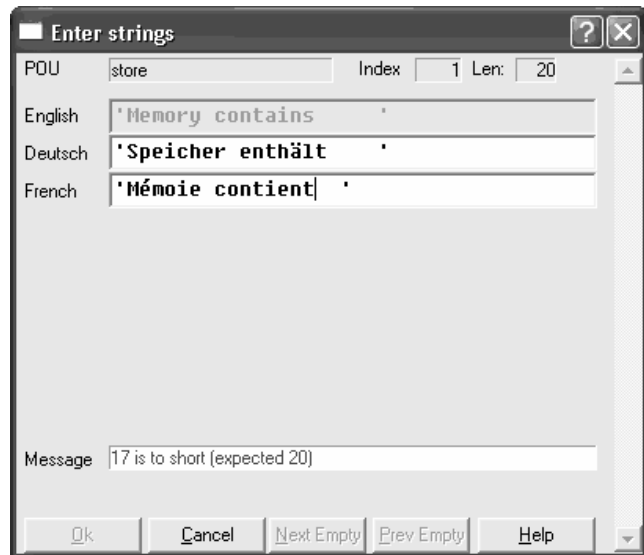 Enter strings
POU store Index 1 Len: 20
English 'Memory contains      '
Deutsch 'Speicher enthält    '
French 'Mémoie contient  '
Message 17 is to short (expected 20)
Ok Cancel Next Empty Prev Empty Help